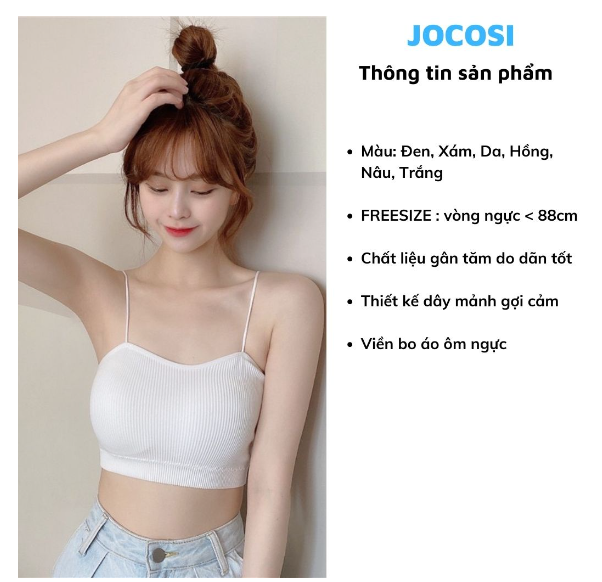 JOCOSI
Thông tin sản phẩm
• Màu: Đen, Xám, Da, Hồng,
Nâu, Trắng
• FREESIZE : vòng ngực < 88cm
• Chất liệu gân tăm do dãn tốt
• Thiết kế dây mảnh gợi cảm
• Viền bo áo ôm ngực